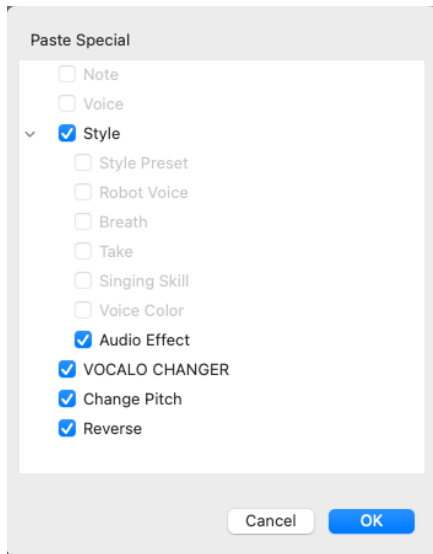 Paste Special
Note
Voice
Style
Style Preset
Robot Voice
Breath
Take
Singing Skill
Voice Color
Audio Effect
VOCALO CHANGER
Change Pitch
Reverse
Cancel OK